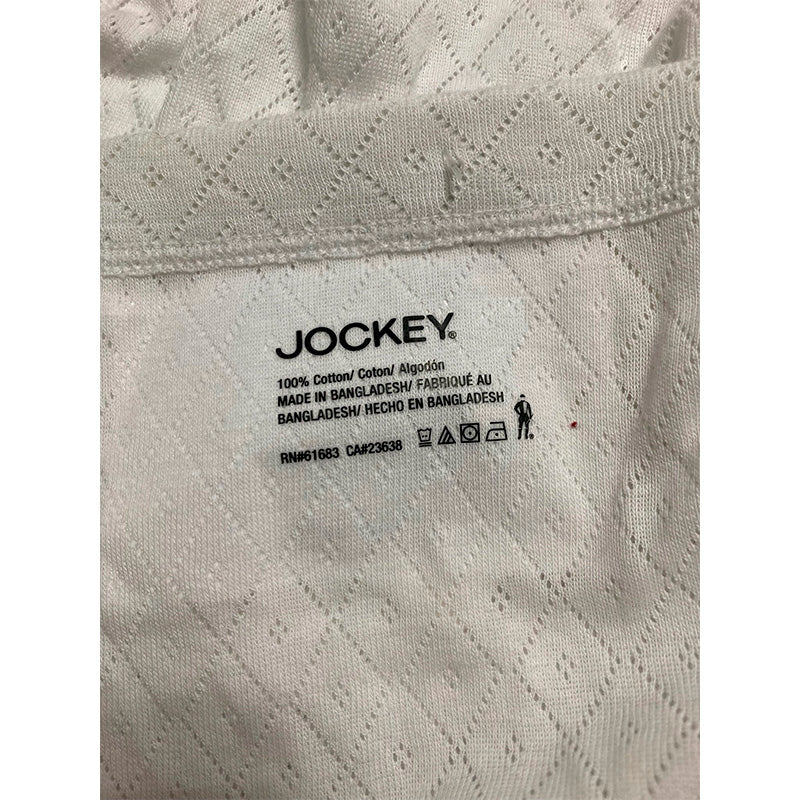 JOCKEY®
100% Cotton/ Coton/ Algodón
MADE IN BANGLADESH/ FABRIQUÉ AU
BANGLADESH/ HECHO EN BANGLADESH
RN#61683 CA#23638